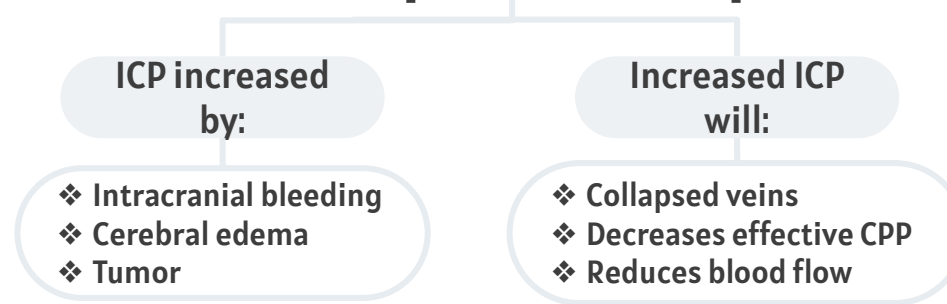 ICP increased
by:
❖ Intracranial bleeding
❖ Cerebral edema
❖ Tumor
Increased ICP
will:
❖ Collapsed veins
❖ Decreases effective CPP
❖ Reduces blood flow